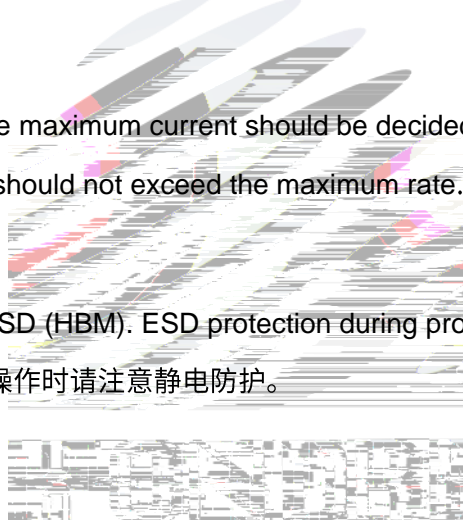 e maximum current should be decided
should not exceed the maximum rate.
SD (HBM). ESD protection during pro
操作时请注意静电防护。